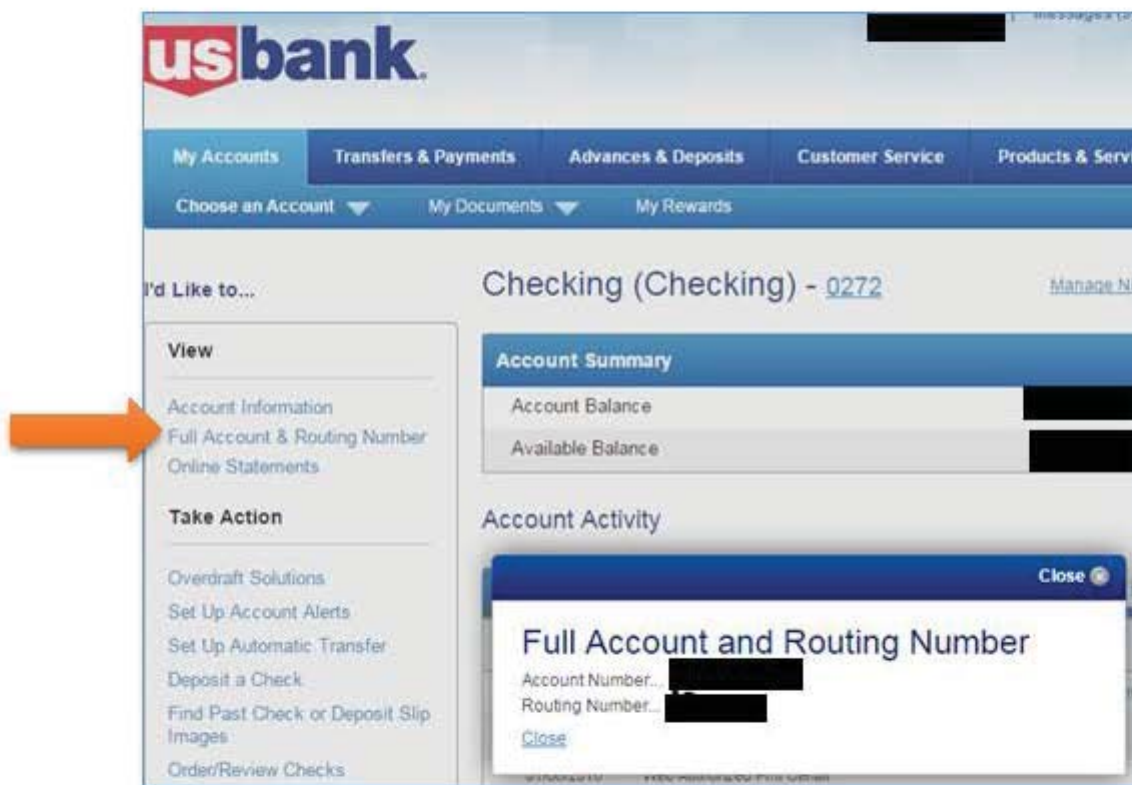 usbank.
My Accounts Transfers & Payments Advances & Deposits Customer Service Products &
Choose an Account My Documents My Rewards
I'd Like to...
View
Account Information
Full Account & Routing Number
Online Statements
Take Action
Overdraft Solutions
Set Up Account Alerts
Set Up Automatic Transfer
Deposit a Check
Find Past Check or Deposit Slip
Images
Order/Review Checks
Checking (Checking) - 0272 Manage
Account Summary
Account Balance
Available Balance
Account Activity
Close
Full Account and Routing Number
Account Number...
Routing Number...
Close